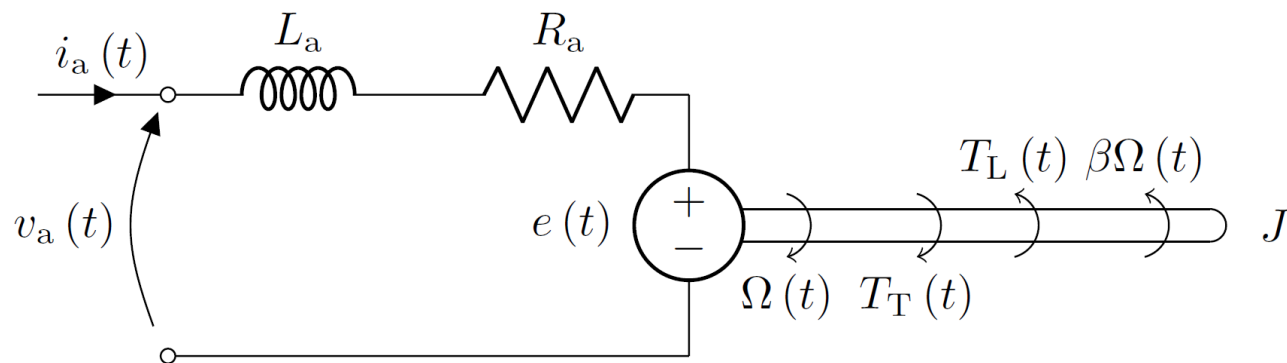 L_a
R_a
i_a (t)
T_L (t) βΩ (t)
v_a (t)
e (t)
+
−
J
Ω (t) T_T (t)